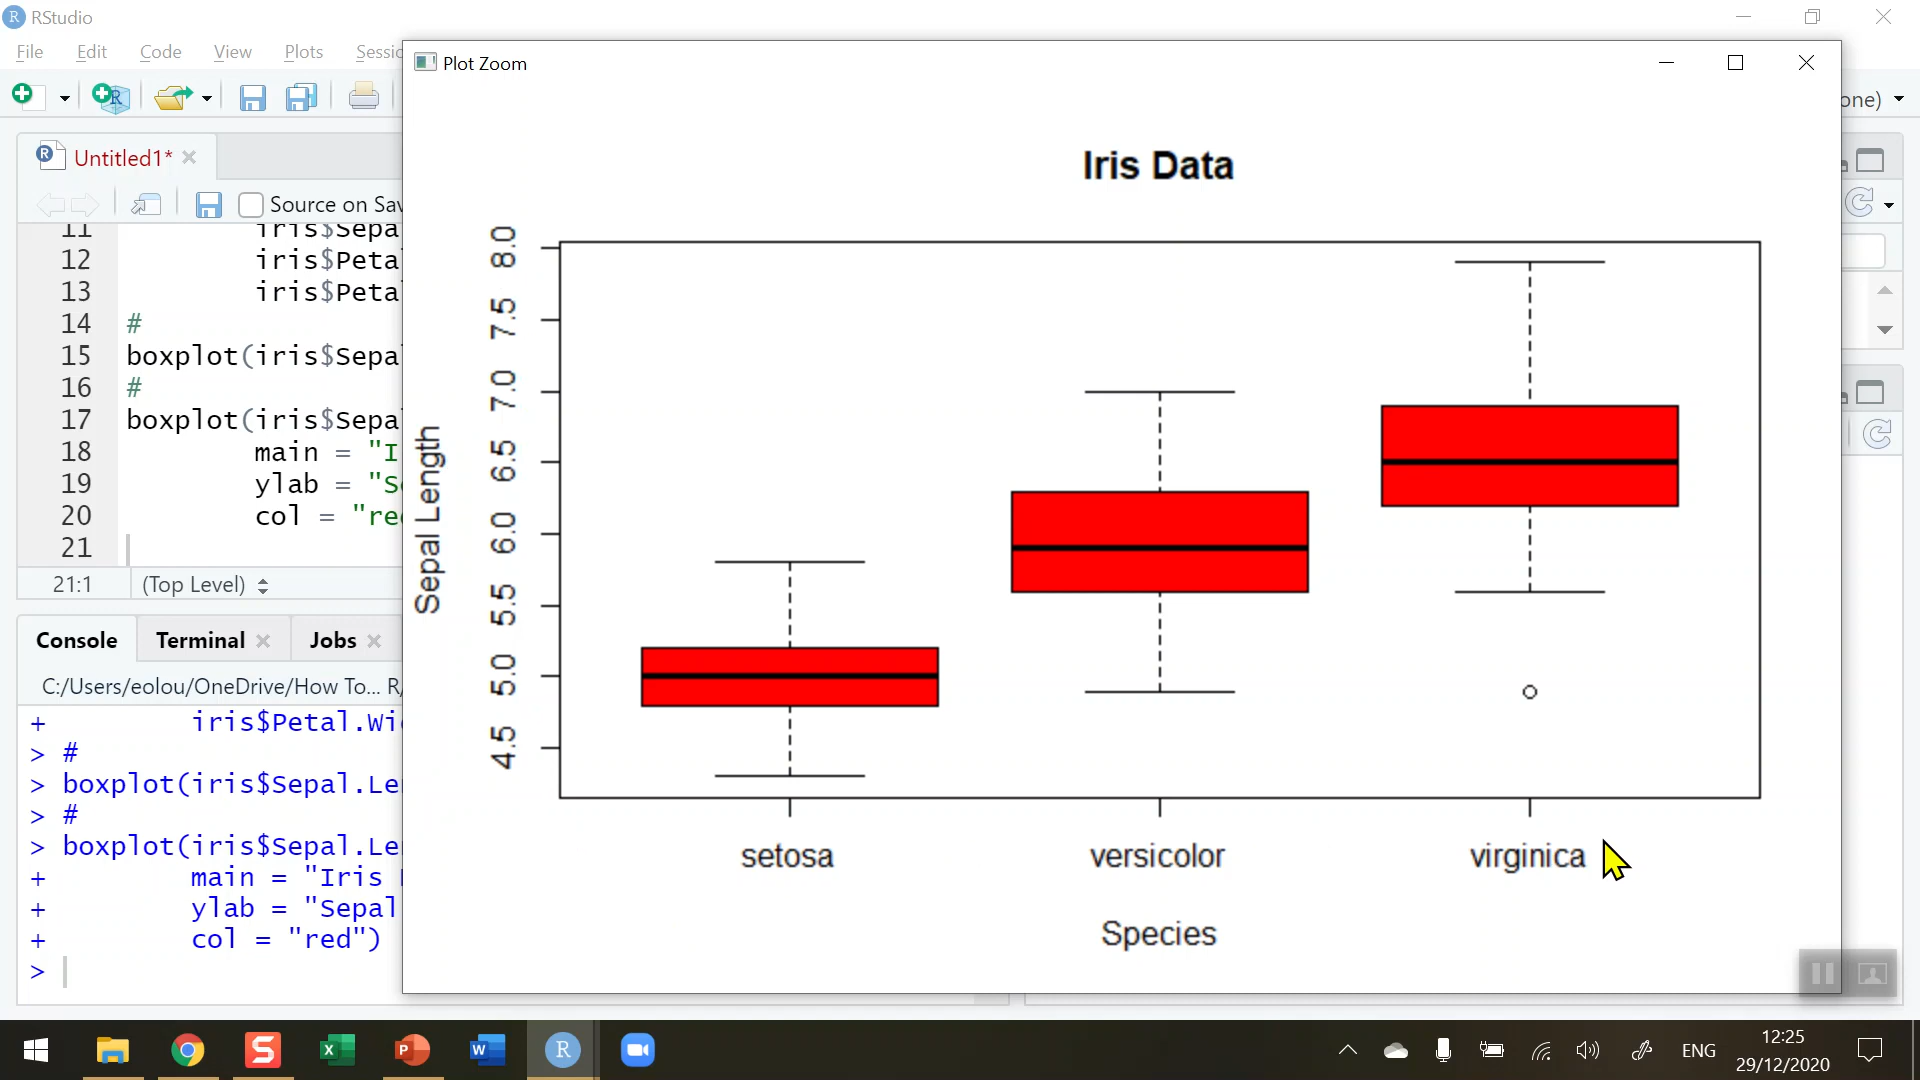 RStudio
File Edit Code View Plots Sessio
Plot Zoom
one)
Untitled1*
Source on Sav
11 iris$Sepa
12 iris$Peta
13 iris$Peta
14 #
15 boxplot(iris$Sepa
16 #
17 boxplot(iris$Sepa
18 main = "I
19 ylab = "S
20 col = "re
21
21:1 (Top Level)
Console Terminal Jobs
C:/Users/eolou/OneDrive/How To... R/
+ iris$Petal.Wi
> #
> boxplot(iris$Sepal.Le
> #
> boxplot(iris$Sepal.Le
+ main = "Iris
+ ylab = "Sepal
+ col = "red")
>
Iris Data
Sepal Length
8.0
7.5
7.0
6.5
6.0
5.5
5.0
4.5
setosa versicolor virginica
Species
ENG
12:25
29/12/2020